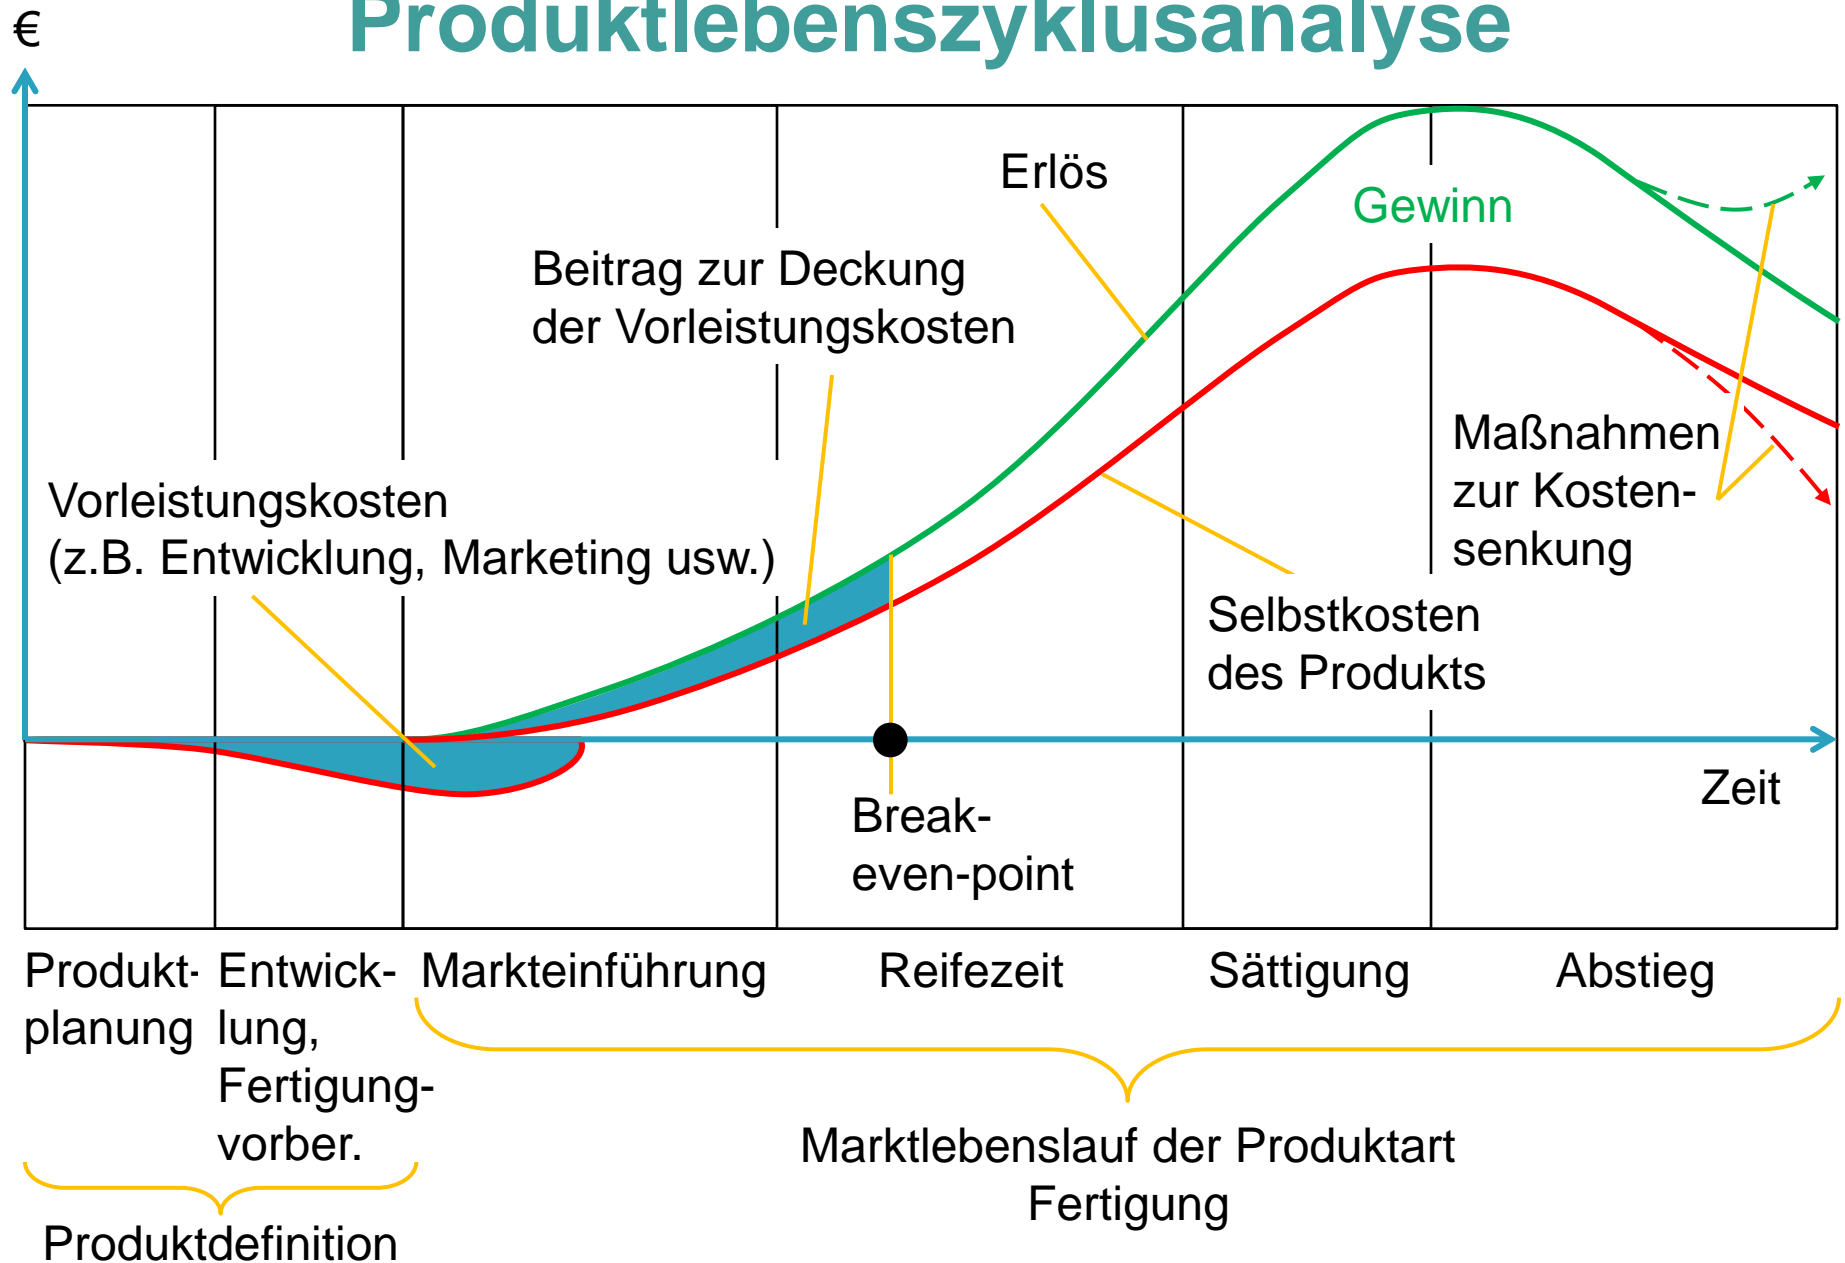 Produktlebenszyklusanalyse
€
Erlös
Gewinn
Beitrag zur Deckung
der Vorleistungskosten
Maßnahmen
zur Kosten-
senkung
Vorleistungskosten
(z.B. Entwicklung, Marketing usw.)
Selbstkosten
des Produkts
Zeit
Break-
even-point
Produkt-
planung
Entwick-
lung,
Fertigung-
vorber.
Markteinführung
Reifezeit
Sättigung
Abstieg
Marktlebenslauf der Produktart
Fertigung
Produktdefinition